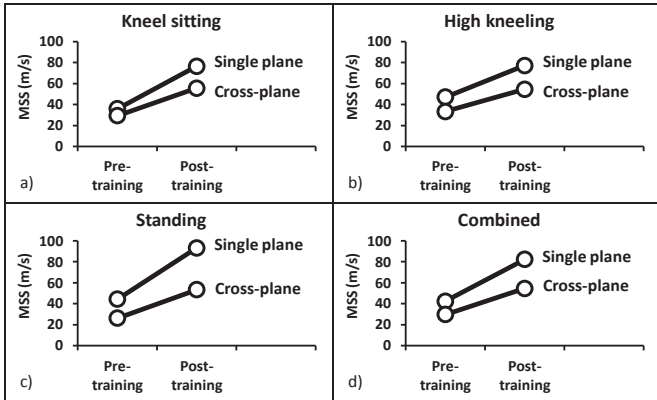 Kneel sitting
100
80
60
40
20
0
MSS (m/s)
Single plane
Cross-plane
Pre-
training
Post-
training
a)
High kneeling
100
80
60
40
20
0
MSS (m/s)
Single plane
Cross-plane
Pre-
training
Post-
training
b)
Standing
100
80
60
40
20
0
MSS (m/s)
Single plane
Cross-plane
Pre-
training
Post-
training
c)
Combined
100
80
60
40
20
0
MSS (m/s)
Single plane
Cross-plane
Pre-
training
Post-
training
d)